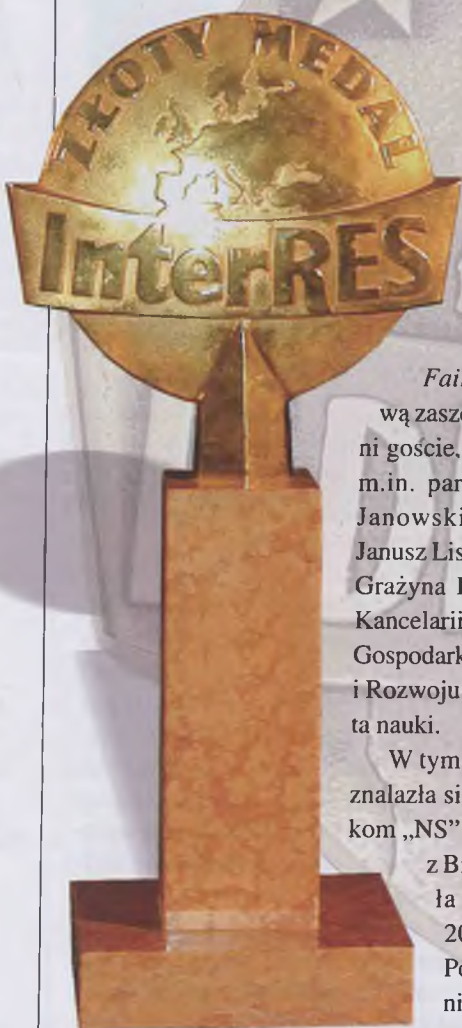 ZŁOTY MEDAL
InterRES
Fai
wą zasz
ni goście,
m.in. par
Janowski
Janusz Lis
Grażyna
Kancelarii
Gospodark
i Rozwoju
ta nauki.
W tym
znalazła si
kom „NS”
z B
ła
20
Po
ni